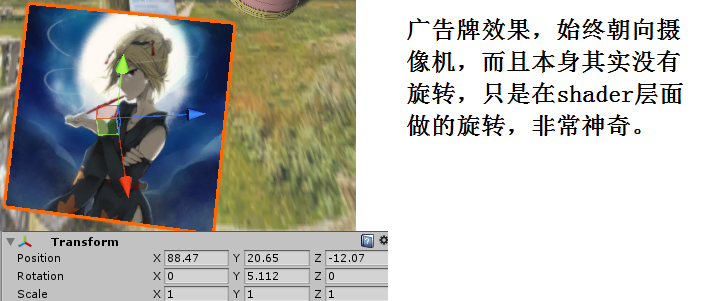 广告牌效果，始终朝向摄
像机，而且本身其实没有
旋转，只是在shader层面
做的旋转，非常神奇。
Transform
Position X 88.47 Y 20.65 Z -12.07
Rotation X 0 Y 5.112 Z 0
Scale X 1 Y 1 Z 1